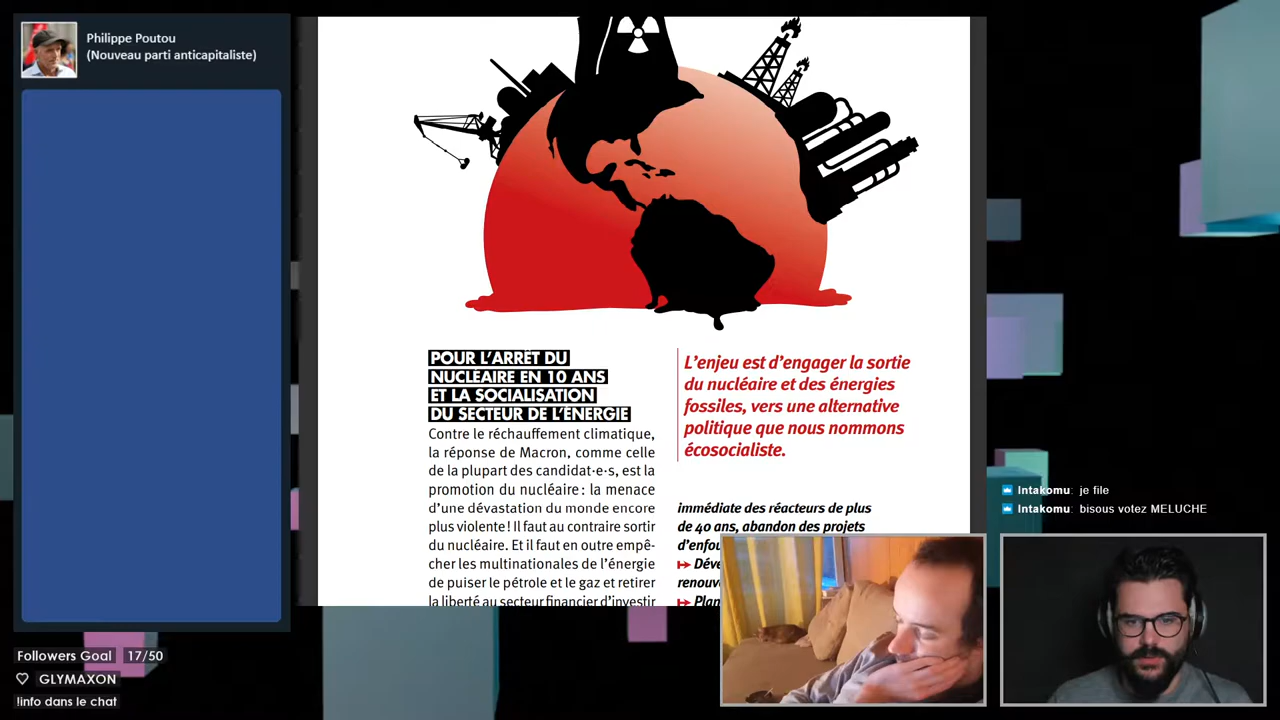 Philippe Poutou
(Nouveau parti anticapitaliste)
POUR L'ARRÊT DU
NUCLÉAIRE EN 10 ANS
ET LA SOCIALISATION
DU SECTEUR DE L'ÉNERGIE
Contre le réchauffement climatique,
la réponse de Macron, comme celle
de la plupart des candidat·e·s, est la
promotion du nucléaire : la menace
d'une dévastation du monde encore
plus violente ! Il faut au contraire sortir
du nucléaire. Et il faut en outre empê-
cher les multinationales de l'énergie
de puiser le pétrole et le gaz et retirer
la liberté au secteur financier d'investir
L'enjeu est d'engager la sortie
du nucléaire et des énergies
fossiles, vers une alternative
politique que nous nommons
écosocialiste.
immédiate des réacteurs de plus
de 40 ans, abandon des projets
Intakomu: je file
Intakomu: bisous votez MELUCHE
Followers Goal 17/50
GLYMAXON
!info dans le chat